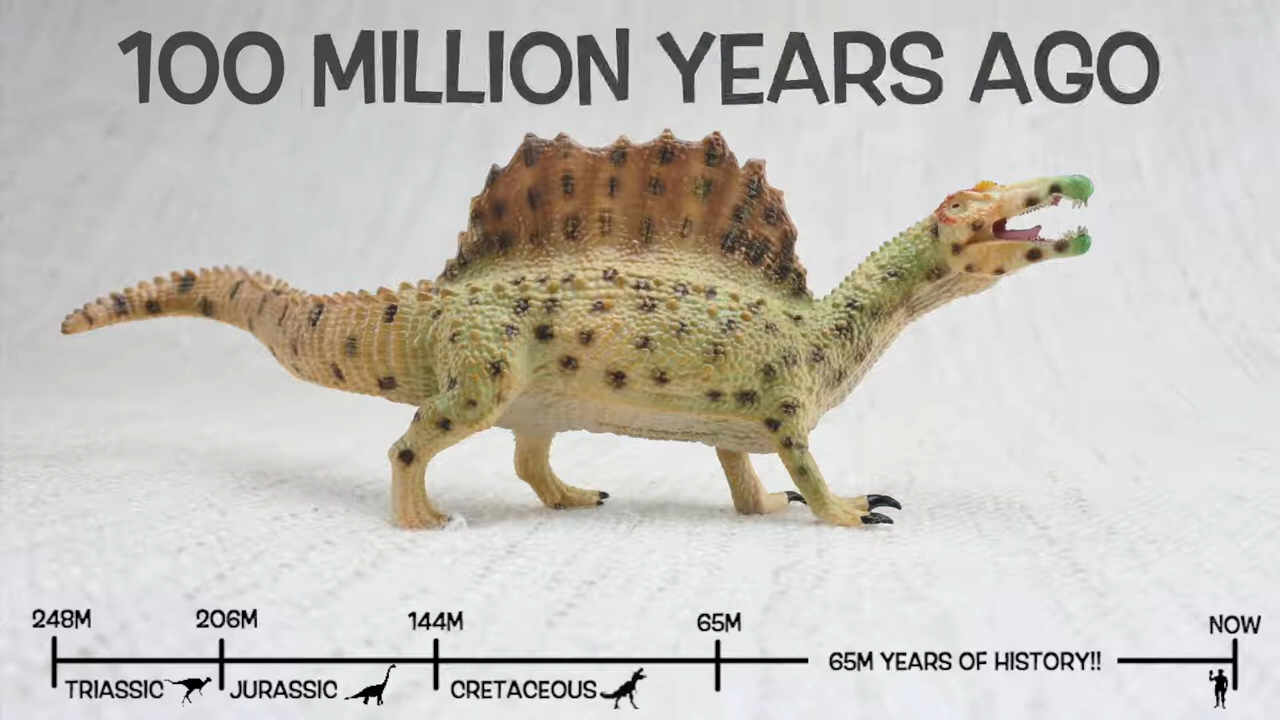 100 MILLION YEARS AGO
248M 206M 144M 65M NOW
65M YEARS OF HISTORY!!
TRIASSIC JURASSIC CRETACEOUS